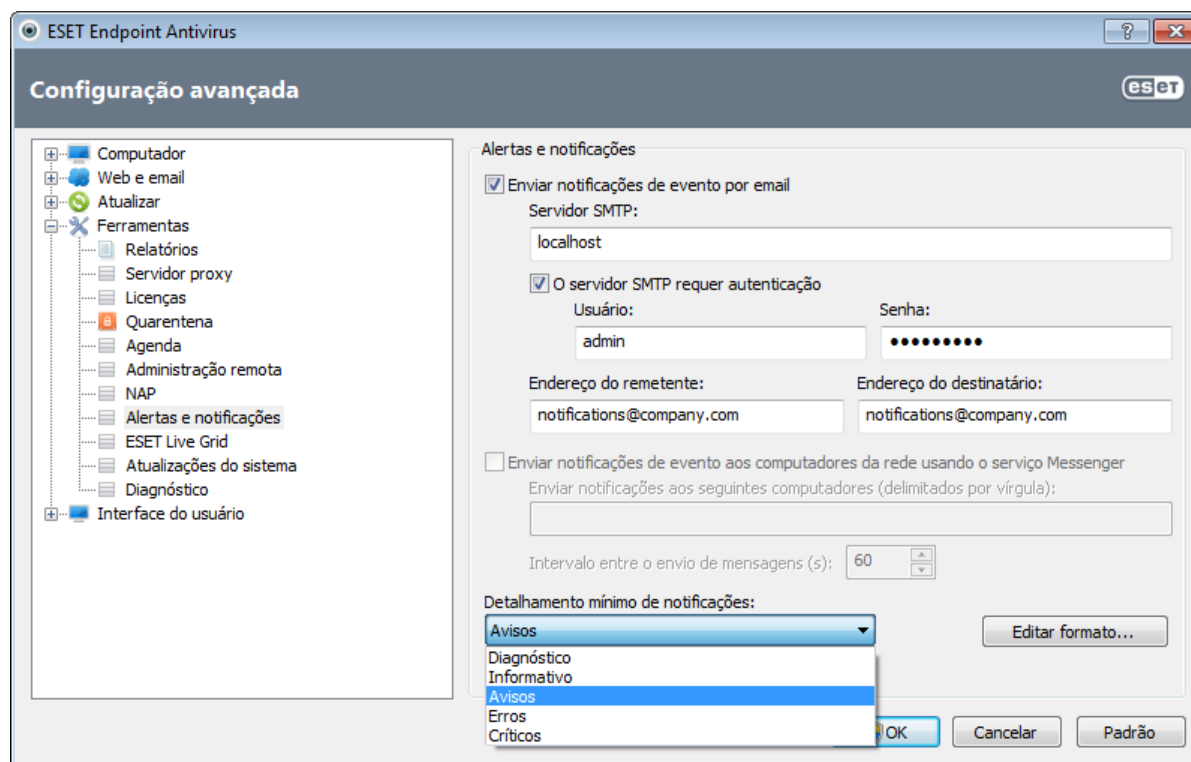 ESET Endpoint Antivirus
?
Configuração avançada
eseT
Computador
Web e email
Atualizar
Ferramentas
Relatórios
Servidor proxy
Licenças
Quarentena
Agenda
Administração remota
NAP
Alertas e notificações
ESET Live Grid
Atualizações do sistema
Diagnóstico
Interface do usuário
Alertas e notificações
Enviar notificações de evento por email
Servidor SMTP:
localhost
O servidor SMTP requer autenticação
Usuário: Senha:
admin •••••••••
Endereço do remetente: Endereço do destinatário:
notifications@company.com notifications@company.com
Enviar notificações de evento aos computadores da rede usando o serviço Messenger
Enviar notificações aos seguintes computadores (delimitados por vírgula):
Intervalo entre o envio de mensagens (s): 60
Detalhamento mínimo de notificações:
Avisos Editar formato...
Diagnóstico
Informativo
Avisos
Erros
Críticos
OK Cancelar Padrão